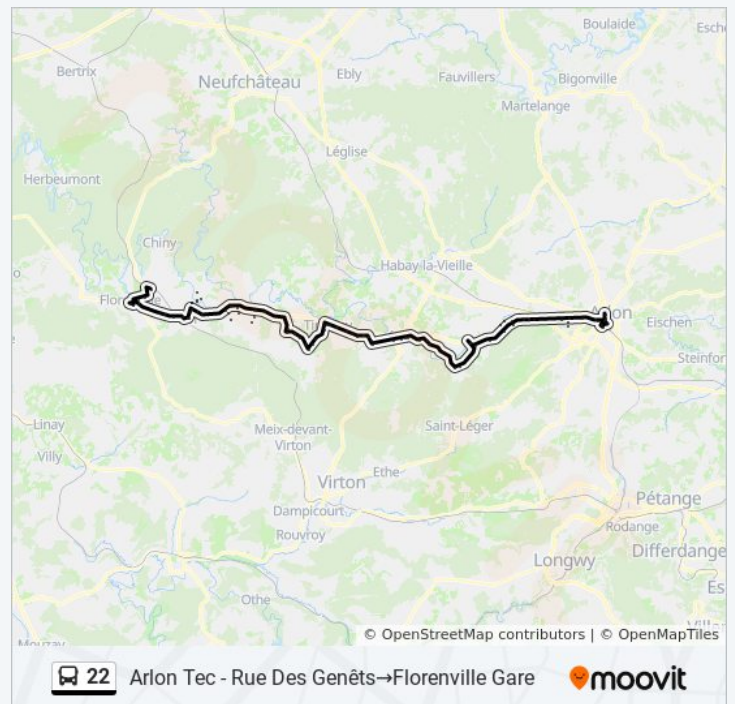 Boulaide
Esche
Bertrix
Neufchâteau
Ebly
Fauvillers
Bigonville
Martelange
Léglise
Herbeumont
Chiny
Habay-la-Vieille
Arlon
Eischen
Steinfor
Linay
Villy
Meix-devant-
Virton
Saint-Léger
Ethe
Virton
Dampicourt
Rouvroy
Pétange
Rodange
Differdange
Longwy
Othe
Es
© OpenStreetMap contributors | © OpenMapTiles
22 Arlon Tec - Rue Des Genêts→Florenville Gare moovit